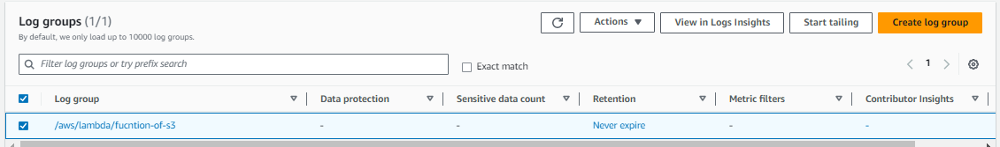 Log groups (1/1)
By default, we only load up to 10000 log groups.
Actions
View in Logs Insights
Start tailing
Create log group
Filter log groups or try prefix search
Exact match
1
Log group
Data protection
Sensitive data count
Retention
Metric filters
Contributor Insights
/aws/lambda/fucntion-of-s3
-
-
Never expire
-
-